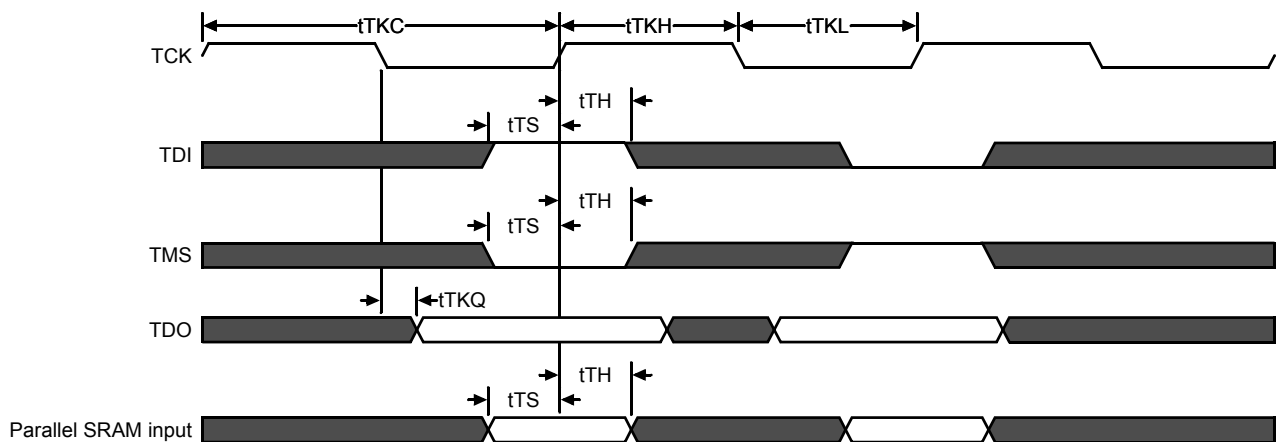 tTKC
tTKH
tTKL
TCK
tTH
tTS
TDI
tTH
tTS
TMS
tTKQ
TDO
tTH
tTS
Parallel SRAM input